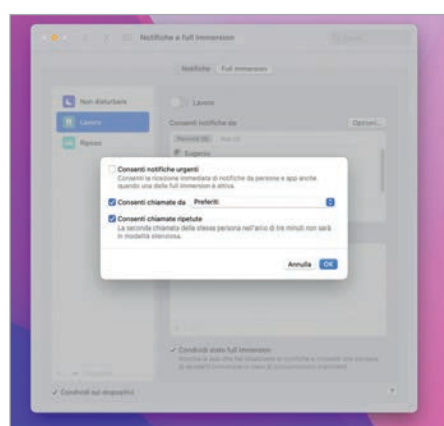 Notifiche e full immersion
Notifiche
Full immersion
Non disturbare
Lavoro
Riposo
Lavoro
Consenti notifiche da
Opzioni...
Eugenio
Consenti notifiche urgenti
Consenti la ricezione immediata di notifiche da persone e app anche
quando una delle full immersion è attiva.
Consenti chiamate da
Preferiti
Consenti chiamate ripetute
La seconda chiamata della stessa persona nell'arco di tre minuti non sarà
in modalità silenziosa.
Annulla
OK
Condividi stato full immersion
Condividi sui dispositivi
?